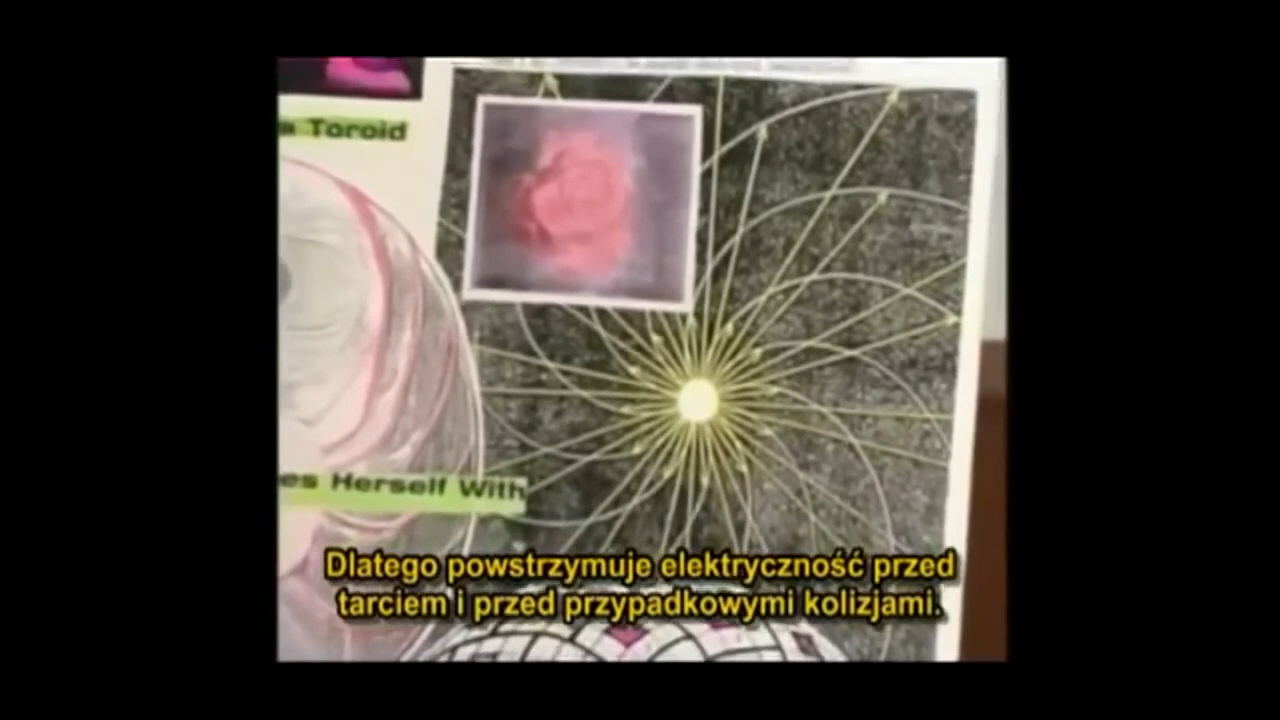 a Toroid
es Herself With
Dlatego powstrzymuje elektryczność przed
tarciem i przed przypadkowymi kolizjami.